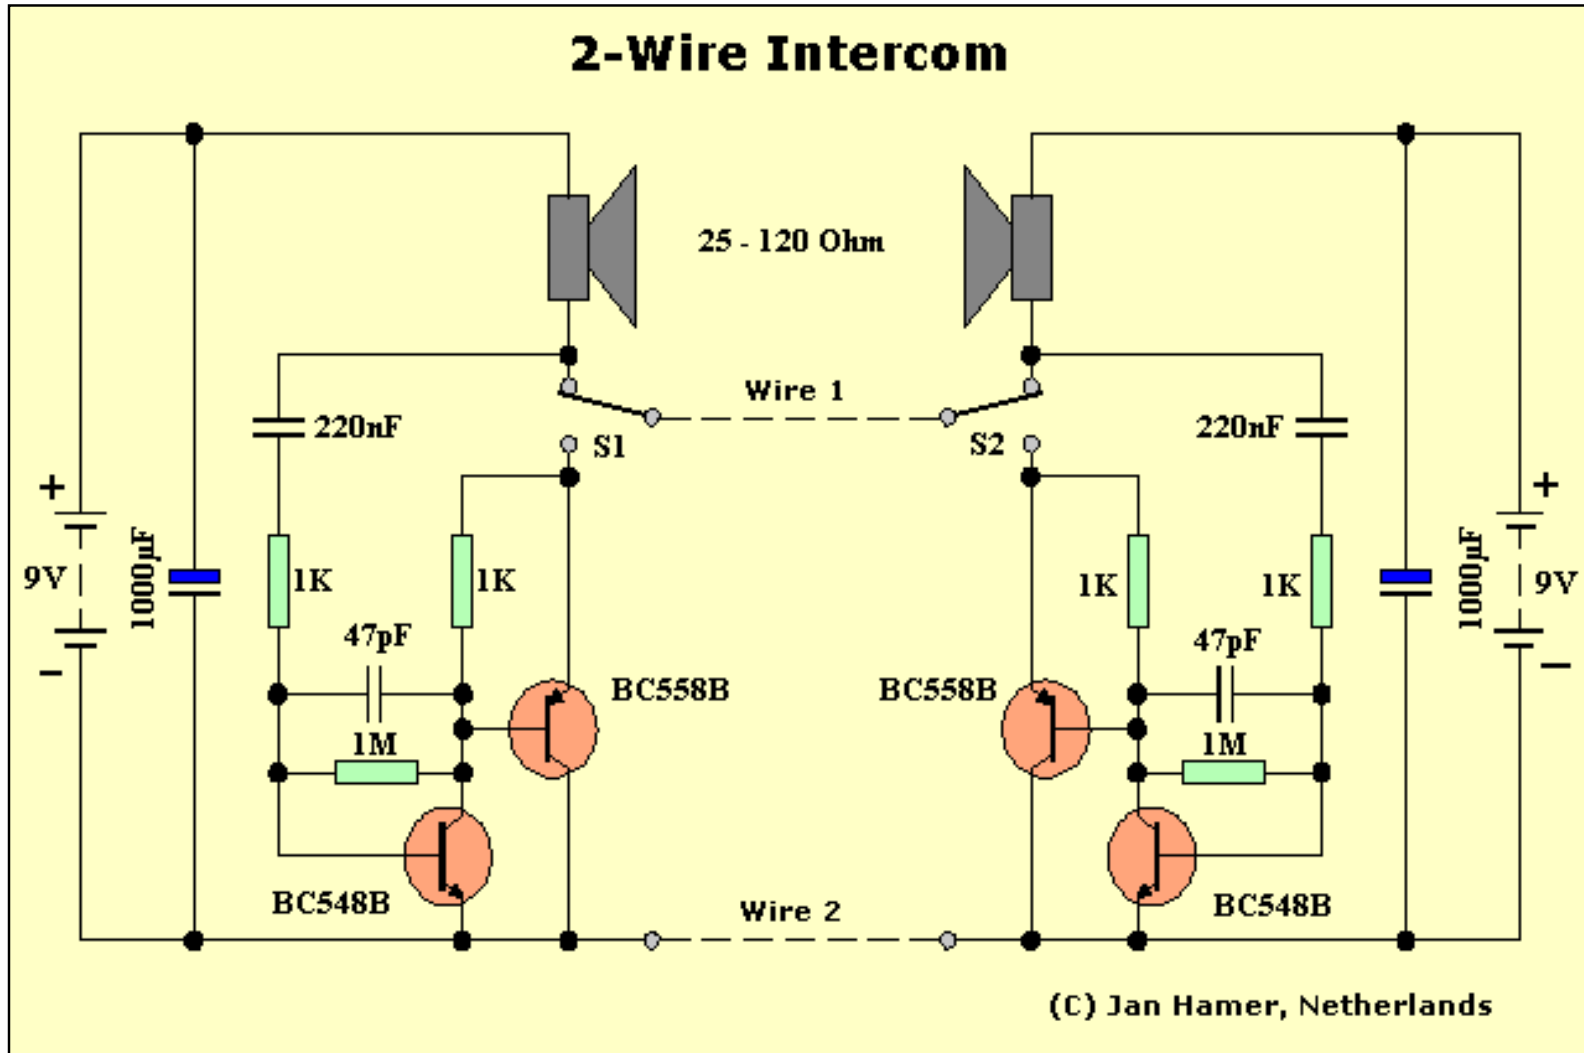 2-Wire Intercom
25 - 120 Ohm
Wire 1
220nF
220nF
S1
S2
+
+
9V
1000µF
1K
1K
1K
1K
1000µF
9V
47pF
47pF
–
–
BC558B
BC558B
1M
1M
BC548B
BC548B
Wire 2
(C) Jan Hamer, Netherlands